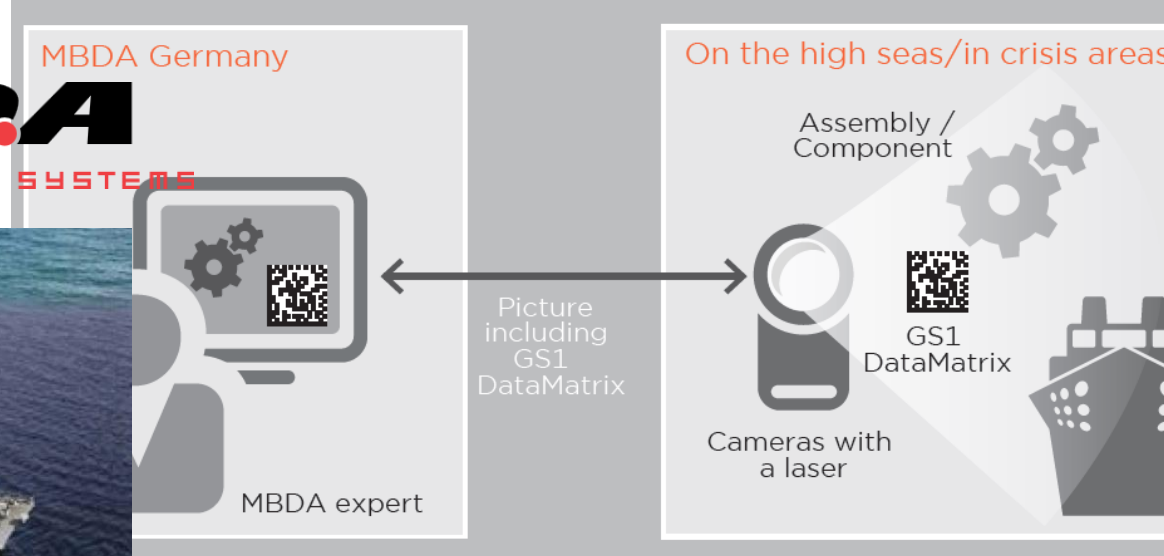 MBDA Germany
SYSTEMS
MBDA expert
Picture
including
GS1
DataMatrix
On the high seas/in crisis areas
Assembly /
Component
GS1
DataMatrix
Cameras with
a laser